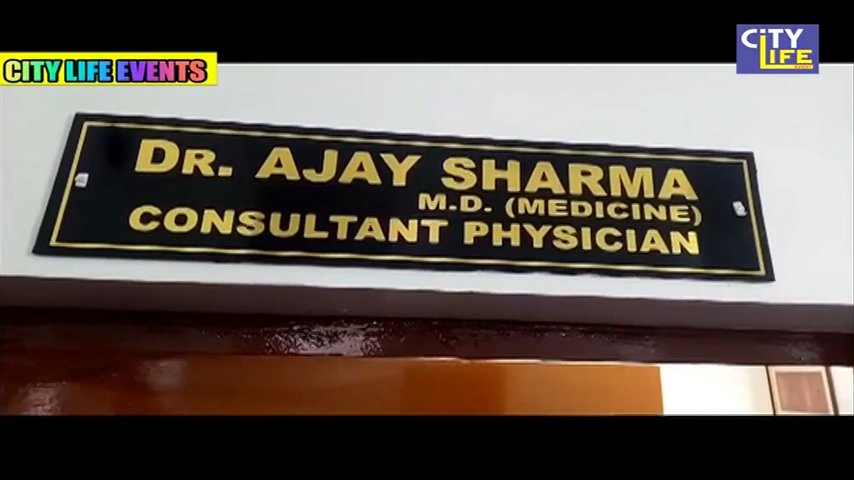 CiTY
LiFE
CITY LIFE EVENTS
DR. AJAY SHARMA
M.D. (MEDICINE)
CONSULTANT PHYSICIAN